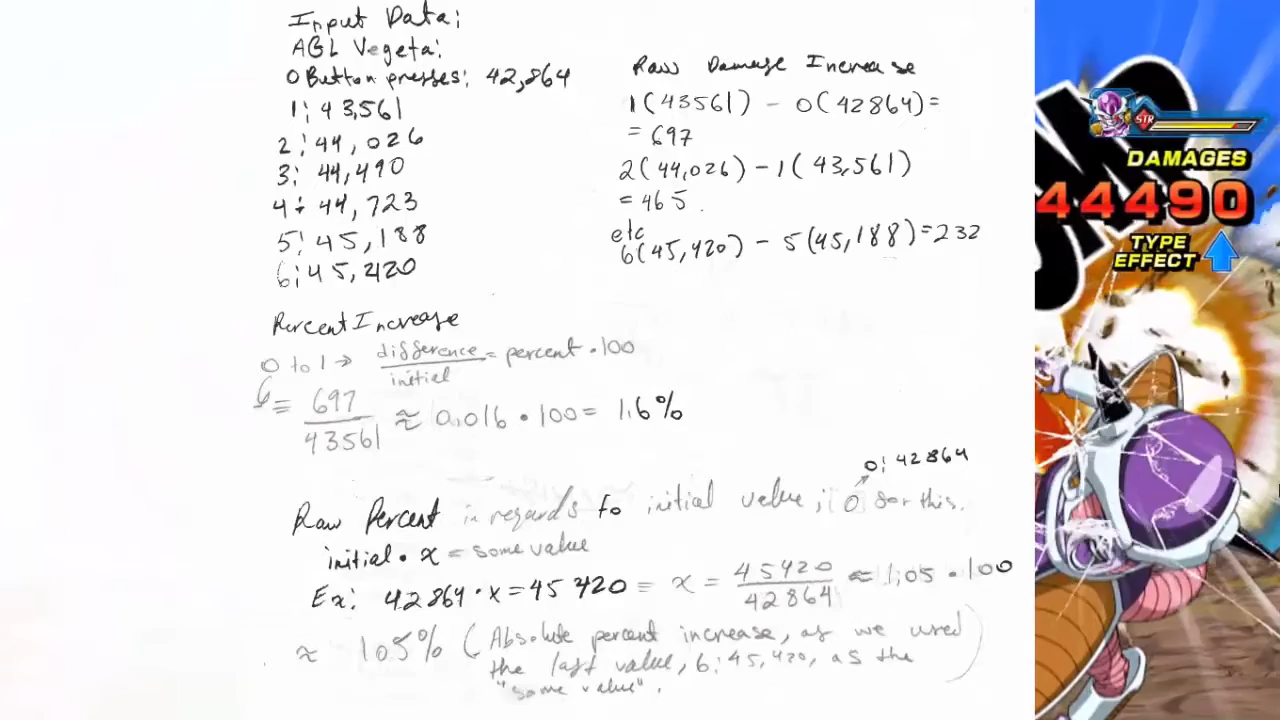 Input Data:
AGL Vegeta:
0 Button presses: 42,864
1: 43,561
2: 44,026
3: 44,490
4: 44,723
5: 45,188
6: 45,420
Raw Damage Increase
1(43561) - 0(42864) =
= 697
2(44,026) - 1(43,561)
= 465
etc
6(45,420) - 5(45,188) = 232
Percent Increase
0 to 1 → difference/initial = percent · 100
= 697/43561 ≈ 0.016 · 100 = 1.6%
0: 42864
Raw Percent in regards to initial value; 0 for this.
initial · x = some value
Ex: 42864 · x = 45420 = x = 45420/42864 ≈ 1.05 · 100
≈ 105% (Absolute percent increase, as we used
the last value, 6: 45,420, as the
"some value".)
STR
DAMAGES
44490
TYPE
EFFECT